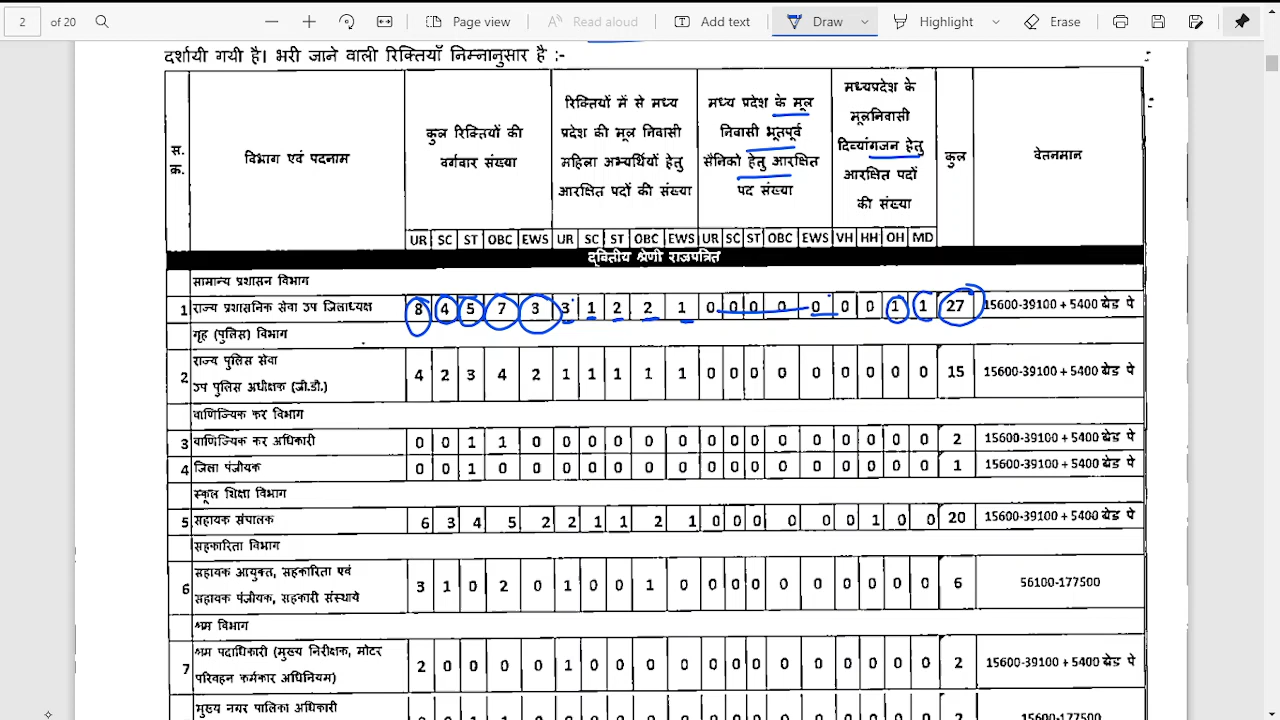 2 of 20 Page view Read aloud Add text Draw Highlight Erase
दर्शायी गयी है। भरी जाने वाली रिक्तियाँ निम्नानुसार है :-
स. क्र. विभाग एवं पदनाम कुल रिक्तियों की वर्गवार संख्या रिक्तियों में से मध्य प्रदेश की मूल निवासी महिला अभ्यर्थियों हेतु आरक्षित पदों की संख्या मध्य प्रदेश के मूल निवासी भूतपूर्व सैनिको हेतु आरक्षित पद संख्या मध्यप्रदेश के मूलनिवासी दिव्यांगजन हेतु आरक्षित पदों की संख्या कुल वेतनमान
UR SC ST OBC EWS UR SC ST OBC EWS UR SC ST OBC EWS VH HH OH MD
द्वितीय श्रेणी राजपत्रित
सामान्य प्रशासन विभाग
1 राज्य प्रशासनिक सेवा उप जिलाध्यक्ष 8 4 5 7 3 3 1 2 2 1 0 0 0 0 0 0 0 1 1 27 15600-39100 + 5400 ग्रेड पे
गृह (पुलिस) विभाग
2 राज्य पुलिस सेवा उप पुलिस अधीक्षक (जी.डी.) 4 2 3 4 2 1 1 1 1 1 0 0 0 0 0 0 0 0 0 15 15600-39100 + 5400 ग्रेड पे
वाणिज्यिक कर विभाग
3 वाणिज्यिक कर अधिकारी 0 0 1 1 0 0 0 0 0 0 0 0 0 0 0 0 0 0 0 2 15600-39100 + 5400 ग्रेड पे
4 जिला पंजीयक 0 0 1 0 0 0 0 0 0 0 0 0 0 0 0 0 0 0 0 1 15600-39100 + 5400 ग्रेड पे
स्कूल शिक्षा विभाग
5 सहायक संचालक 6 3 4 5 2 2 1 1 2 1 0 0 0 0 0 0 1 0 0 20 15600-39100 + 5400 ग्रेड पे
सहकारिता विभाग
6 सहायक आयुक्त, सहकारिता एवं सहायक पंजीयक, सहकारी संस्थाये 3 1 0 2 0 1 0 0 1 0 0 0 0 0 0 0 0 0 0 6 56100-177500
श्रम विभाग
7 श्रम पदाधिकारी (मुख्य निरीक्षक, मोटर परिवहन कर्मकार अधिनियम) 2 0 0 0 0 1 0 0 0 0 0 0 0 0 0 0 0 0 0 2 15600-39100 + 5400 ग्रेड पे
मुख्य नगर पालिका अधिकारी